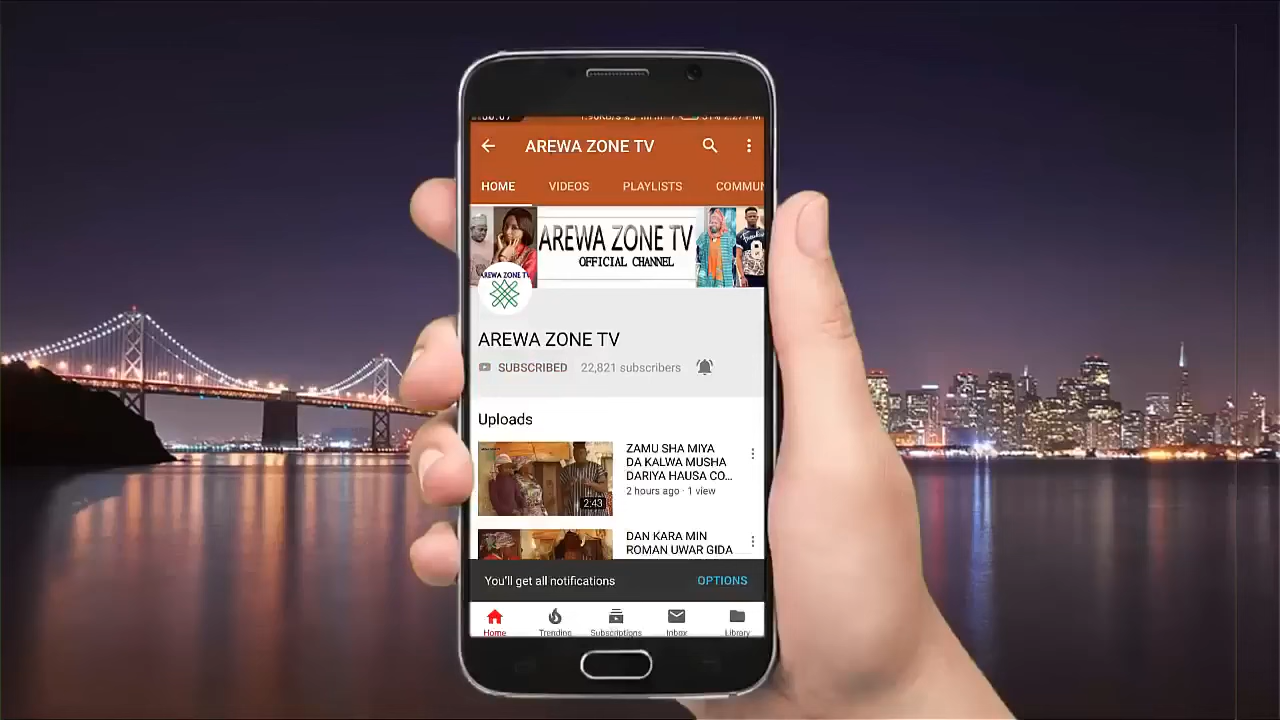 AREWA ZONE TV
HOME VIDEOS PLAYLISTS COMMUN
AREWA ZONE TV
OFFICIAL CHANNEL
AREWA ZONE TV
AREWA ZONE TV
SUBSCRIBED 22,821 subscribers
Uploads
ZAMU SHA MIYA
DA KALWA MUSHA
DARIYA HAUSA CO...
2 hours ago · 1 view
2:43
DAN KARA MIN
ROMAN UWAR GIDA
You'll get all notifications OPTIONS
Home Trending Subscriptions Inbox Library